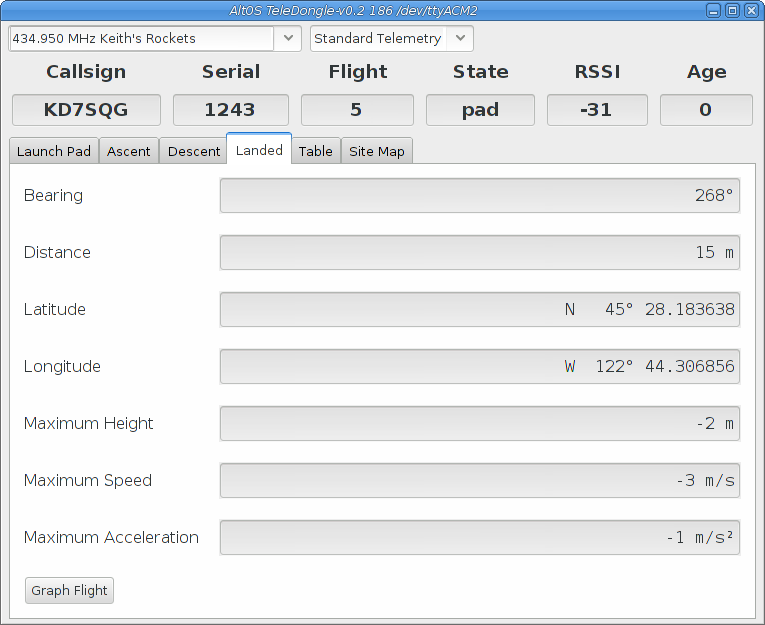 AltOS TeleDongle-v0.2 186 /dev/ttyACM2
434.950 MHz Keith's Rockets Standard Telemetry
Callsign Serial Flight State RSSI Age
KD7SQG 1243 5 pad -31 0
Launch Pad Ascent Descent Landed Table Site Map
Bearing 268°
Distance 15 m
Latitude N 45° 28.183638
Longitude W 122° 44.306856
Maximum Height -2 m
Maximum Speed -3 m/s
Maximum Acceleration -1 m/s²
Graph Flight